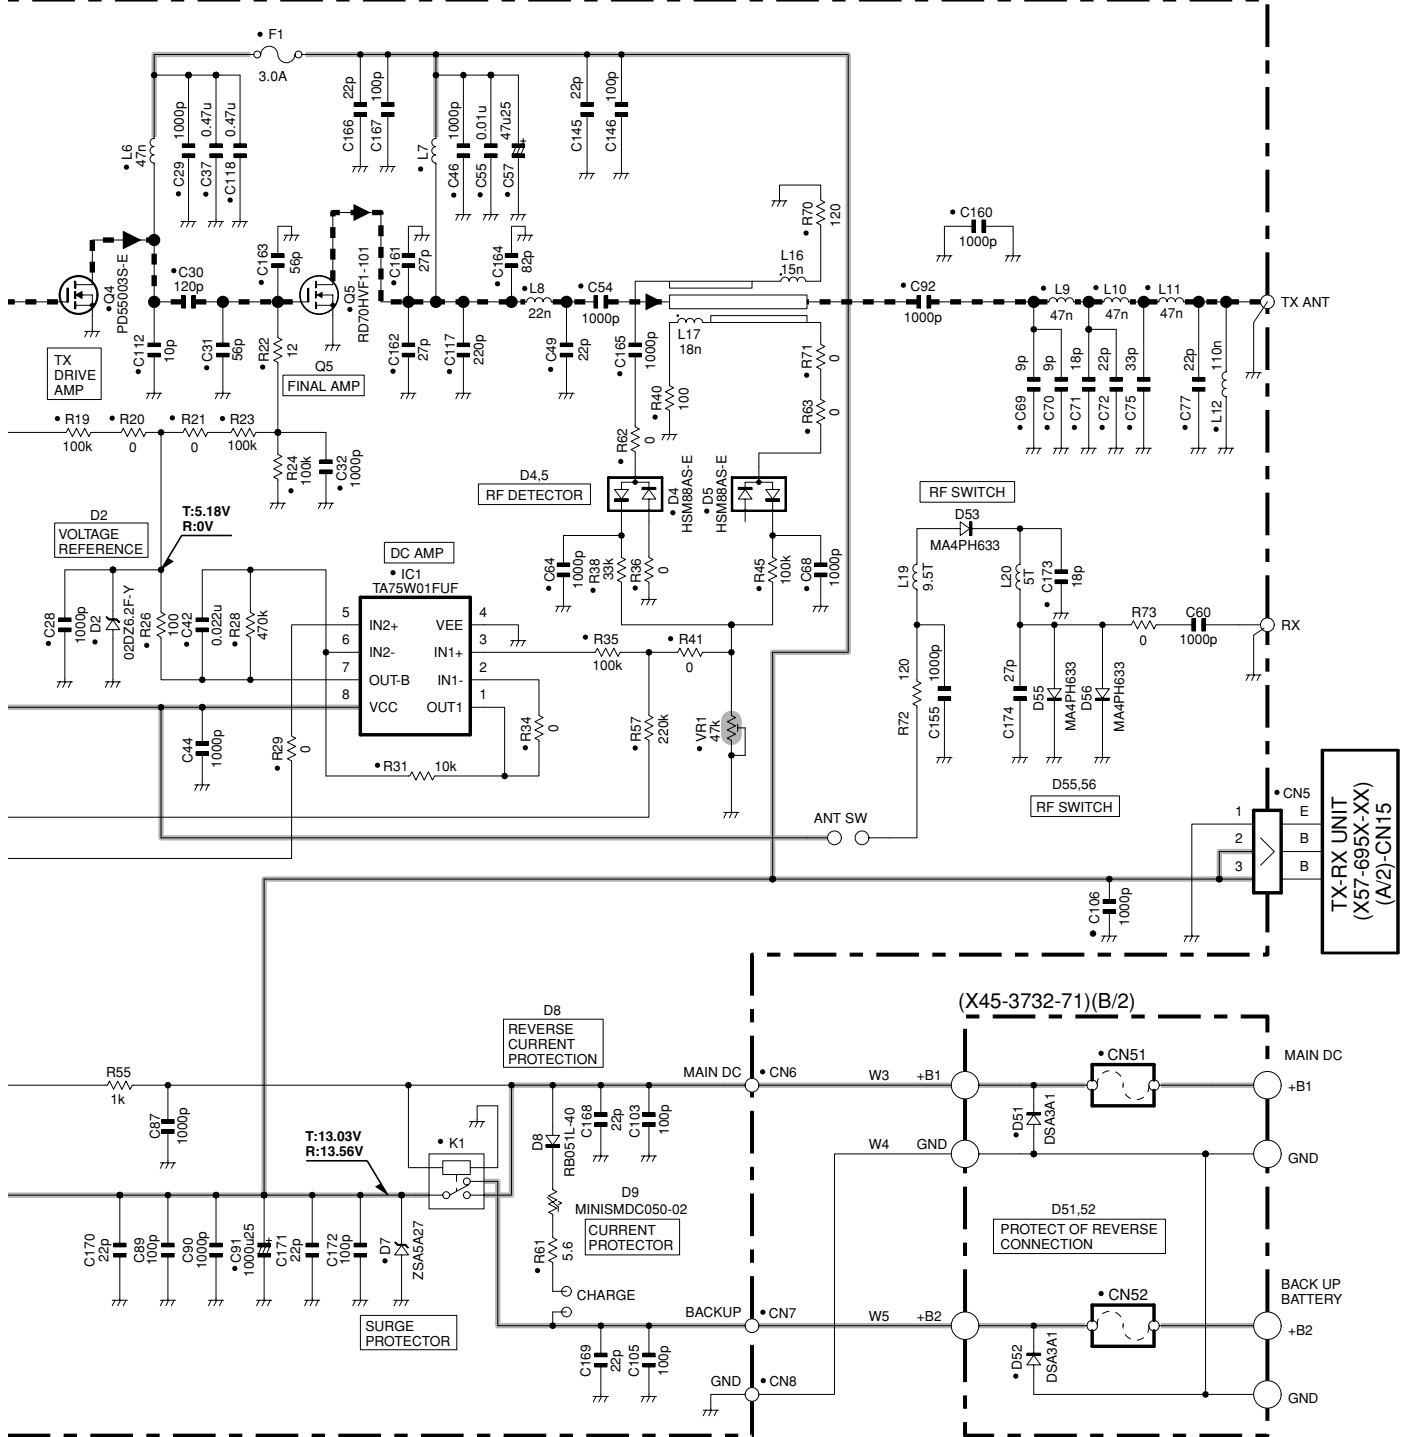 • F1
3.0A
• L6
47n
• C29
1000p
• C37
0.47u
• C118
0.47u
C166
22p
C167
100p
• L7
• C46
1000p
• C55
0.01u
• C57
47u25
+
C145
22p
C146
100p
• Q4
PD55003S-E
TX
DRIVE
AMP
• C30
120p
• C112
10p
• C31
56p
• C163
56p
• R22
12
• Q5
RD70HVF1-101
Q5
FINAL AMP
• C161
27p
• C162
27p
• C117
220p
• C164
82p
• L8
22n
• C49
22p
• C54
1000p
• C165
1000p
• R70
120
L16
15n
L17
18n
• R40
100
• R71
0
• R63
0
• R62
0
• C160
1000p
• C92
1000p
• L9
47n
• L10
47n
• L11
47n
TX ANT
• C69
9p
• C70
9p
• C71
18p
• C72
22p
• C75
33p
• C77
22p
• L12
110n
• R19
100k
• R20
0
• R21
0
• R23
100k
• R24
100k
• C32
1000p
D4,5
RF DETECTOR
• D4
HSM88AS-E
• D5
HSM88AS-E
D2
VOLTAGE
REFERENCE
T:5.18V
R:0V
• C28
1000p
• D2
02DZ6.2F-Y
• R26
100
• C42
0.022u
• R28
470k
DC AMP
• IC1
TA75W01FUF
5 IN2+ VEE 4
6 IN2- IN1+ 3
7 OUT-B IN1- 2
8 VCC OUT1 1
• C64
1000p
• R38
33k
• R36
0
• R45
100k
• C68
1000p
• R35
100k
• R41
0
• R34
0
• R57
220k
• VR1
47k
C44
1000p
• R29
0
• R31
10k
RF SWITCH
D53
MA4PH633
L19
9.5T
L20
5T
• C173
18p
R73
0
C60
1000p
RX
R72
120
C155
1000p
C174
27p
D55
MA4PH633
D56
MA4PH633
D55,56
RF SWITCH
ANT SW
• CN5
1 E
2 B
3 B
TX-RX UNIT
(X57-695X-XX)
(A/2)-CN15
• C106
1000p
(X45-3732-71)(B/2)
D8
REVERSE
CURRENT
PROTECTION
R55
1k
C87
1000p
T:13.03V
R:13.56V
• K1
D8
RB051L-40
C168
22p
C103
100p
MAIN DC
• CN6
W3 +B1
• CN51
MAIN DC
+B1
• D51
DSA3A1
W4 GND
GND
D9
MINISMDC050-02
CURRENT
PROTECTOR
• R61
5.6
CHARGE
C170
22p
C89
100p
C90
1000p
• C91
1000u25
+
C171
22p
C172
100p
• D7
ZSA5A27
SURGE
PROTECTOR
D51,52
PROTECT OF REVERSE
CONNECTION
BACKUP
• CN7
W5 +B2
• CN52
BACK UP
BATTERY
+B2
C169
22p
C105
100p
• D52
DSA3A1
GND
• CN8
GND